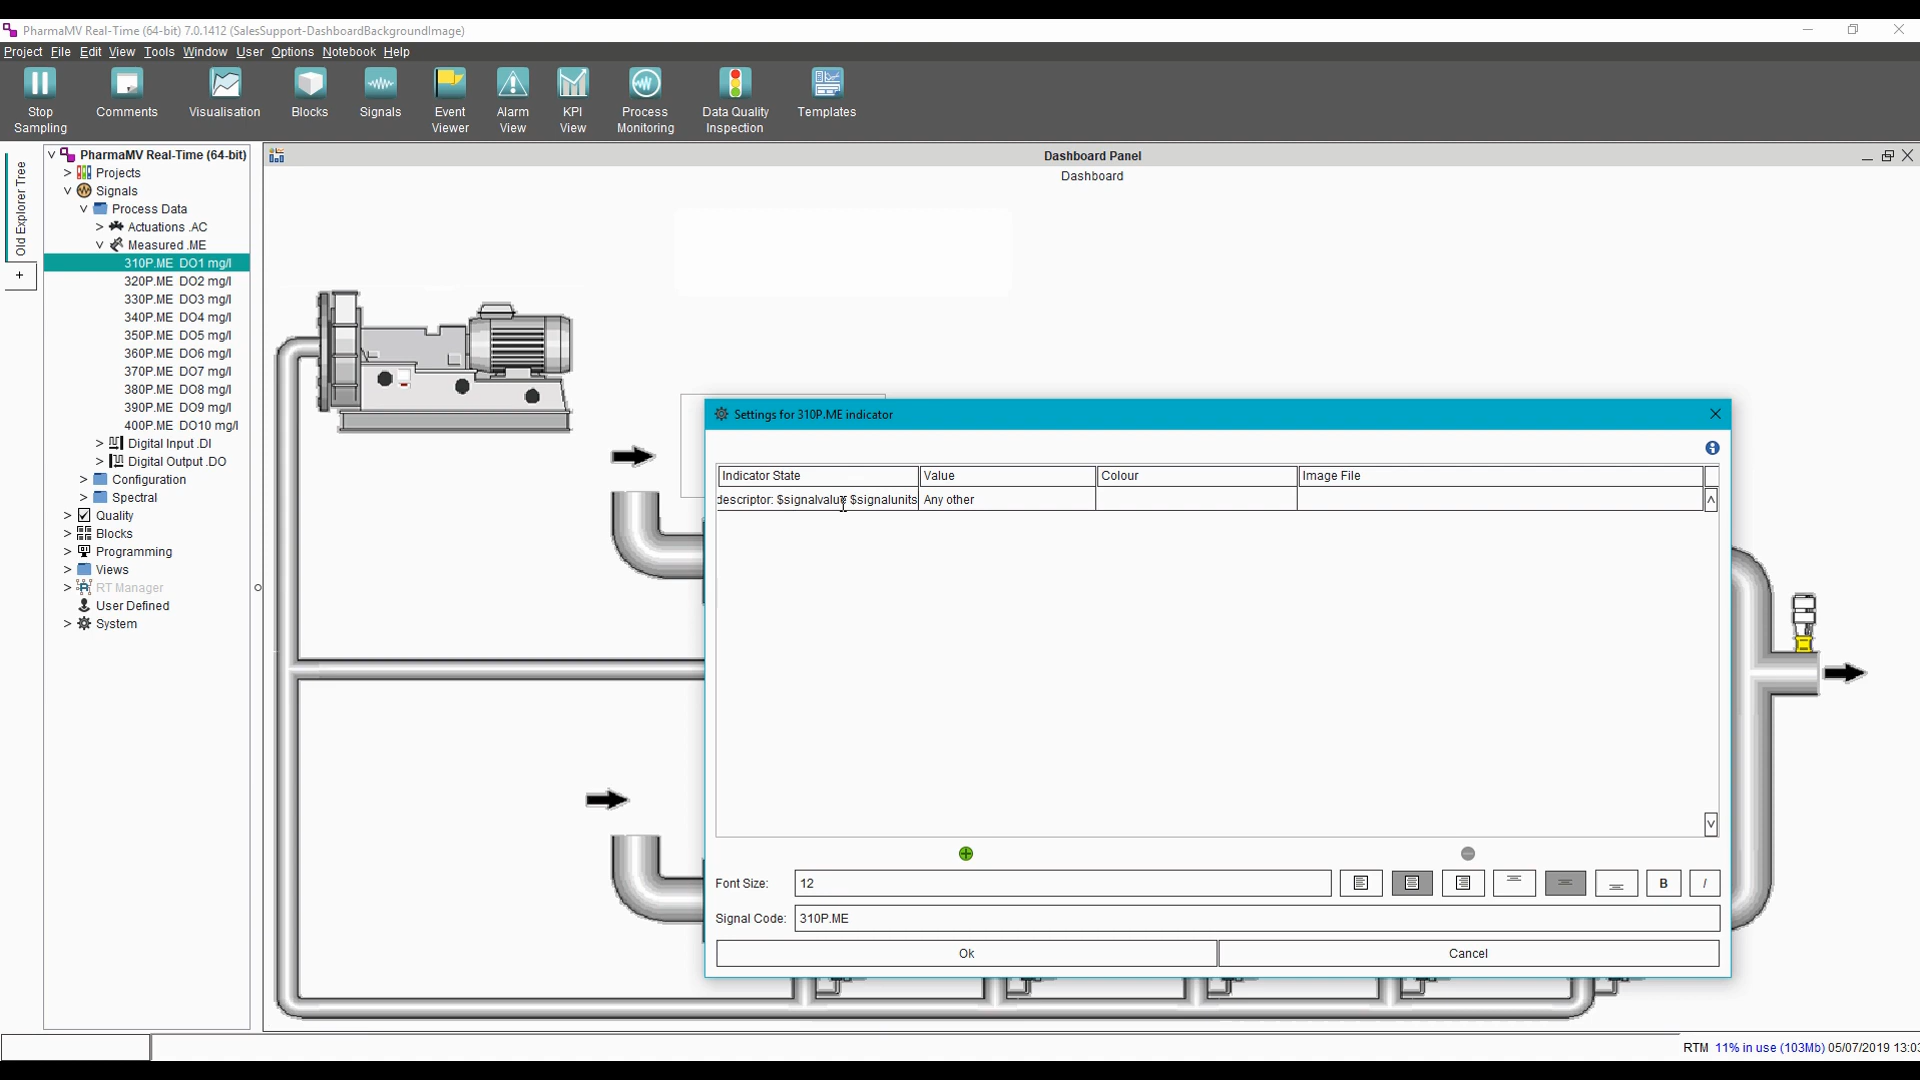 PharmaMV Real-Time (64-bit) 7.0.1412 (SalesSupport-DashboardBackgroundImage)
Project File Edit View Tools Window User Options Notebook Help
Stop Sampling
Comments
Visualisation
Blocks
Signals
Event Viewer
Alarm View
KPI View
Process Monitoring
Data Quality Inspection
Templates
Old Explorer Tree
+
PharmaMV Real-Time (64-bit)
Projects
Signals
Process Data
Actuations .AC
Measured .ME
310P.ME DO1 mg/l
320P.ME DO2 mg/l
330P.ME DO3 mg/l
340P.ME DO4 mg/l
350P.ME DO5 mg/l
360P.ME DO6 mg/l
370P.ME DO7 mg/l
380P.ME DO8 mg/l
390P.ME DO9 mg/l
400P.ME DO10 mg/l
Digital Input .DI
Digital Output .DO
Configuration
Spectral
Quality
Blocks
Programming
Views
RT Manager
User Defined
System
Dashboard Panel
Dashboard
Settings for 310P.ME indicator
Indicator State Value Colour Image File
descriptor: $signalvalue $signalunits Any other
Font Size: 12 B I
Signal Code: 310P.ME
Ok Cancel
RTM 11% in use (103Mb) 05/07/2019 13:03